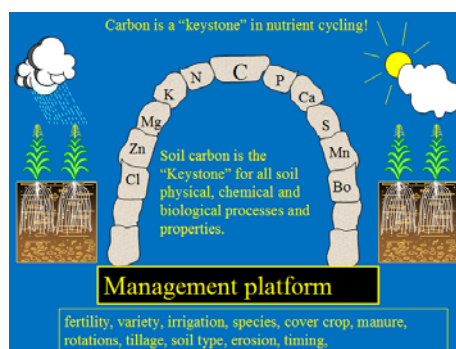 Carbon is a “keystone” in nutrient cycling!
C
N
P
K
Ca
Mg
S
Zn
Mn
Cl
Bo
Soil carbon is the
“Keystone” for all soil
physical, chemical and
biological processes and
properties.
Management platform
fertility, variety, irrigation, species, cover crop, manure,
rotations, tillage, soil type, erosion, timing,